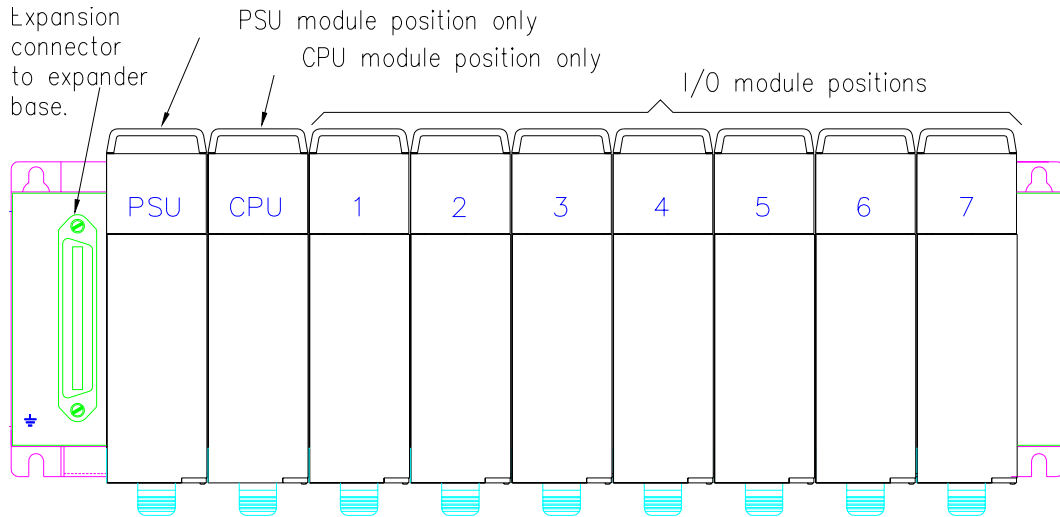 Expansion
connector
to expander
base.
PSU module position only
CPU module position only
I/O module positions
PSU
CPU
1
2
3
4
5
6
7